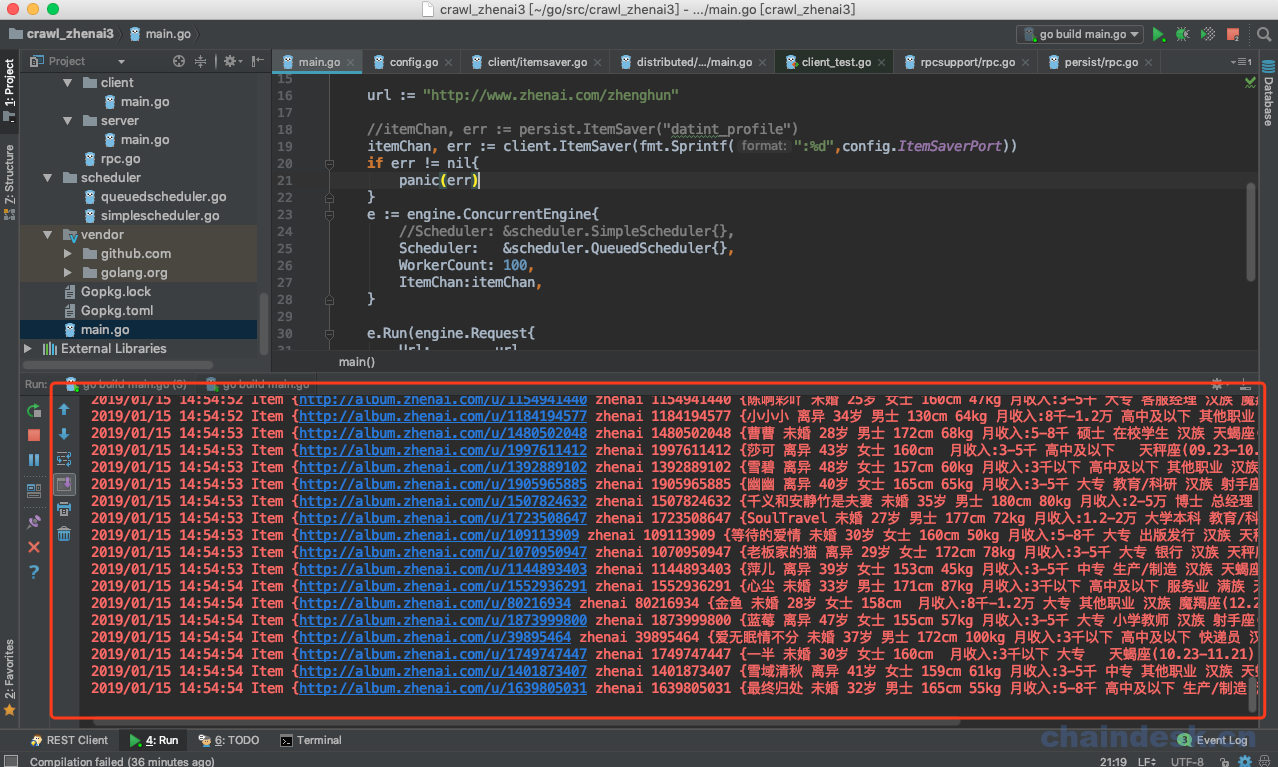 crawl_zhenai3 [~/go/src/crawl_zhenai3] - .../main.go [crawl_zhenai3]
crawl_zhenai3 main.go go build main.go
1: Project
Z: Structure
2: Favorites
Database
Project
client
main.go
server
main.go
rpc.go
scheduler
queuedscheduler.go
simplescheduler.go
vendor
github.com
golang.org
Gopkg.lock
Gopkg.toml
main.go
External Libraries
main.go config.go client/itemsaver.go distributed/.../main.go client_test.go rpcsupport/rpc.go persist/rpc.go
15
16 url := "http://www.zhenai.com/zhenghun"
17
18 //itemChan, err := persist.ItemSaver("datint_profile")
19 itemChan, err := client.ItemSaver(fmt.Sprintf( format: ":%d",config.ItemSaverPort))
20 if err != nil{
21 panic(err)
22 }
23 e := engine.ConcurrentEngine{
24 //Scheduler: &scheduler.SimpleScheduler{},
25 Scheduler: &scheduler.QueuedScheduler{},
26 WorkerCount: 100,
27 ItemChan:itemChan,
28 }
29
30 e.Run(engine.Request{
main()
Run: go build main.go (3) go build main.go
2019/01/15 14:54:52 Item {http://album.zhenai.com/u/1154941440 zhenai 1154941440 {陈响彩吖 未婚 25岁 女士 160cm 47kg 月收入:3-5千 大专 客服经理 汉族
2019/01/15 14:54:52 Item {http://album.zhenai.com/u/1184194577 zhenai 1184194577 {小小小 离异 34岁 男士 130cm 64kg 月收入:8千-1.2万 高中及以下 其他职业
2019/01/15 14:54:53 Item {http://album.zhenai.com/u/1480502048 zhenai 1480502048 {曹曹 未婚 28岁 男士 172cm 68kg 月收入:5-8千 硕士 在校学生 汉族 天蝎座(
2019/01/15 14:54:53 Item {http://album.zhenai.com/u/1997611412 zhenai 1997611412 {莎可 离异 43岁 女士 160cm 月收入:3-5千 高中及以下 天秤座(09.23-10.
2019/01/15 14:54:53 Item {http://album.zhenai.com/u/1392889102 zhenai 1392889102 {雪碧 离异 48岁 女士 157cm 60kg 月收入:3千以下 高中及以下 其他职业 汉族
2019/01/15 14:54:53 Item {http://album.zhenai.com/u/1905965885 zhenai 1905965885 {幽幽 离异 40岁 女士 165cm 65kg 月收入:3-5千 大专 教育/科研 汉族 射手座
2019/01/15 14:54:53 Item {http://album.zhenai.com/u/1507824632 zhenai 1507824632 {千义和安静竹是夫妻 未婚 35岁 男士 180cm 80kg 月收入:2-5万 博士 总经理
2019/01/15 14:54:53 Item {http://album.zhenai.com/u/1723508647 zhenai 1723508647 {SoulTravel 未婚 27岁 男士 177cm 72kg 月收入:1.2-2万 大学本科 教育/科
2019/01/15 14:54:53 Item {http://album.zhenai.com/u/109113909 zhenai 109113909 {等待的爱情 未婚 30岁 女士 160cm 50kg 月收入:5-8千 大专 出版发行 汉族 天秤
2019/01/15 14:54:53 Item {http://album.zhenai.com/u/1070950947 zhenai 1070950947 {老板家的猫 离异 29岁 女士 172cm 78kg 月收入:3-5千 大专 银行 汉族 天秤座
2019/01/15 14:54:53 Item {http://album.zhenai.com/u/1144893403 zhenai 1144893403 {萍儿 离异 39岁 女士 153cm 45kg 月收入:3-5千 中专 生产/制造 汉族 天蝎座
2019/01/15 14:54:54 Item {http://album.zhenai.com/u/1552936291 zhenai 1552936291 {心尘 未婚 33岁 男士 171cm 87kg 月收入:3千以下 高中及以下 服务业 满族
2019/01/15 14:54:54 Item {http://album.zhenai.com/u/80216934 zhenai 80216934 {金鱼 未婚 28岁 女士 158cm 月收入:8千-1.2万 大专 其他职业 汉族 魔羯座(12.2
2019/01/15 14:54:54 Item {http://album.zhenai.com/u/1873999800 zhenai 1873999800 {蓝莓 离异 47岁 女士 155cm 57kg 月收入:3-5千 大专 小学教师 汉族 射手座(
2019/01/15 14:54:54 Item {http://album.zhenai.com/u/39895464 zhenai 39895464 {爱无眠情不分 未婚 37岁 男士 172cm 100kg 月收入:3千以下 高中及以下 快递员 汉
2019/01/15 14:54:54 Item {http://album.zhenai.com/u/1749747447 zhenai 1749747447 {一半 未婚 30岁 女士 160cm 月收入:3千以下 大专 天蝎座(10.23-11.21)
2019/01/15 14:54:54 Item {http://album.zhenai.com/u/1401873407 zhenai 1401873407 {雪域清秋 离异 41岁 女士 159cm 61kg 月收入:3-5千 中专 其他职业 汉族
2019/01/15 14:54:54 Item {http://album.zhenai.com/u/1639805031 zhenai 1639805031 {最终归处 未婚 32岁 男士 165cm 55kg 月收入:5-8千 高中及以下 生产/制造
REST Client 4: Run 6: TODO Terminal 3 Event Log
chaindesk.cn
Compilation failed (36 minutes ago) 21:19 LF UTF-8